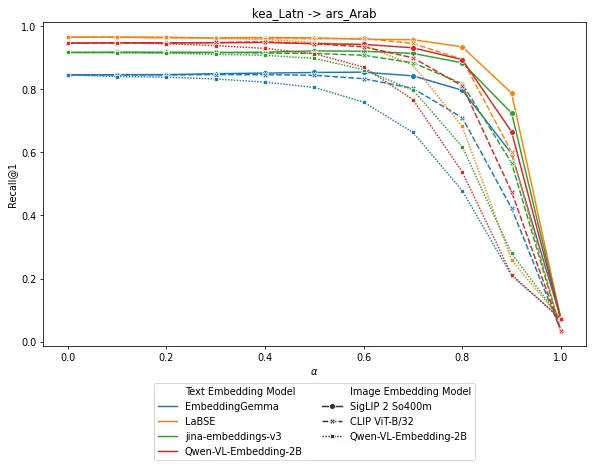 kea_Latn -> ars_Arab
Recall@1
1.0
0.8
0.6
0.4
0.2
0.0
0.0 0.2 0.4 0.6 0.8 1.0
α
Text Embedding Model Image Embedding Model
EmbeddingGemma SigLIP 2 So400m
LaBSE CLIP ViT-B/32
jina-embeddings-v3 Qwen-VL-Embedding-2B
Qwen-VL-Embedding-2B